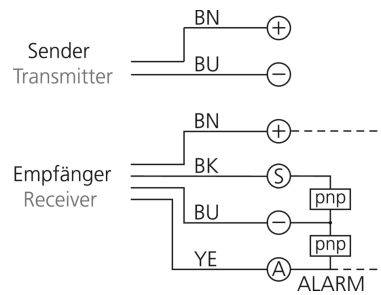 BN
+
Sender
BU
Transmitter
−
BN
+
Empfänger
BK
S
Receiver
pnp
BU
−
pnp
YE
A
ALARM